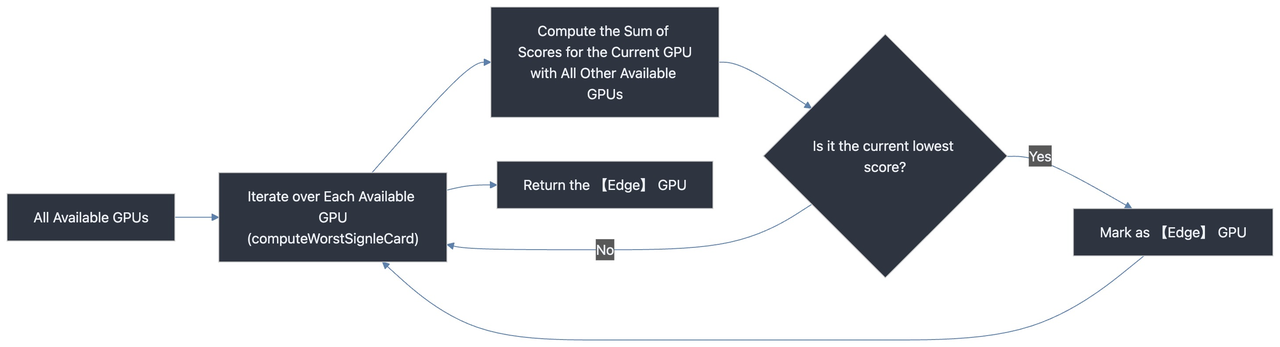 All Available GPUs
Iterate over Each Available
GPU
(computeWorstSignleCard)
Compute the Sum of
Scores for the Current GPU
with All Other Available
GPUs
Return the 【Edge】 GPU
No
Is it the current lowest
score?
Yes
Mark as 【Edge】 GPU